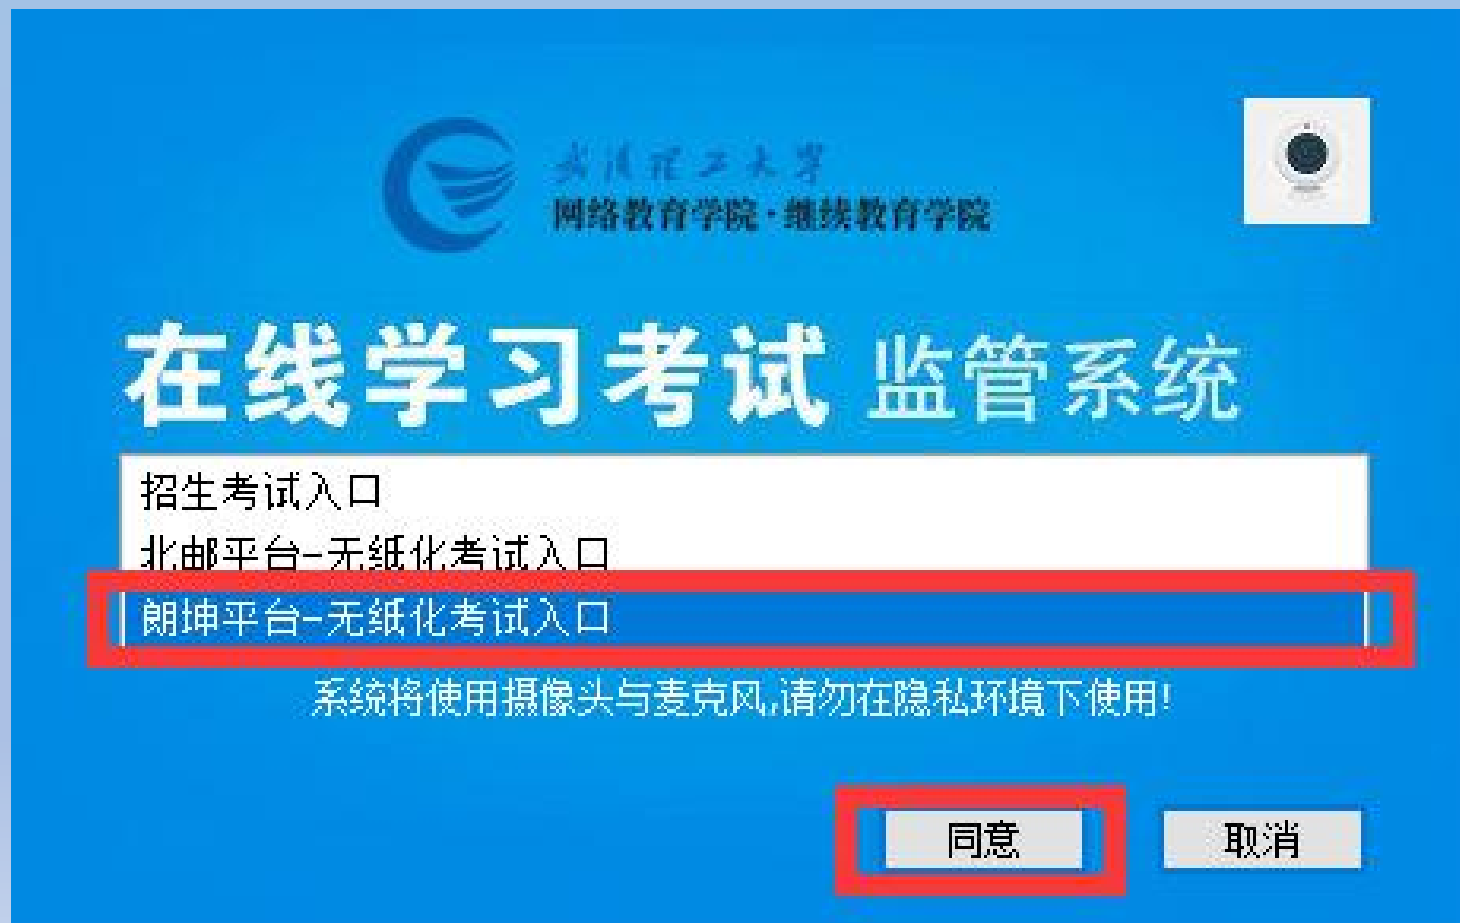 武汉理工大学
网络教育学院·继续教育学院
在线学习考试 监管系统
招生考试入口
北邮平台-无纸化考试入口
朗坤平台-无纸化考试入口
系统将使用摄像头与麦克风,请勿在隐私环境下使用!
同意 取消